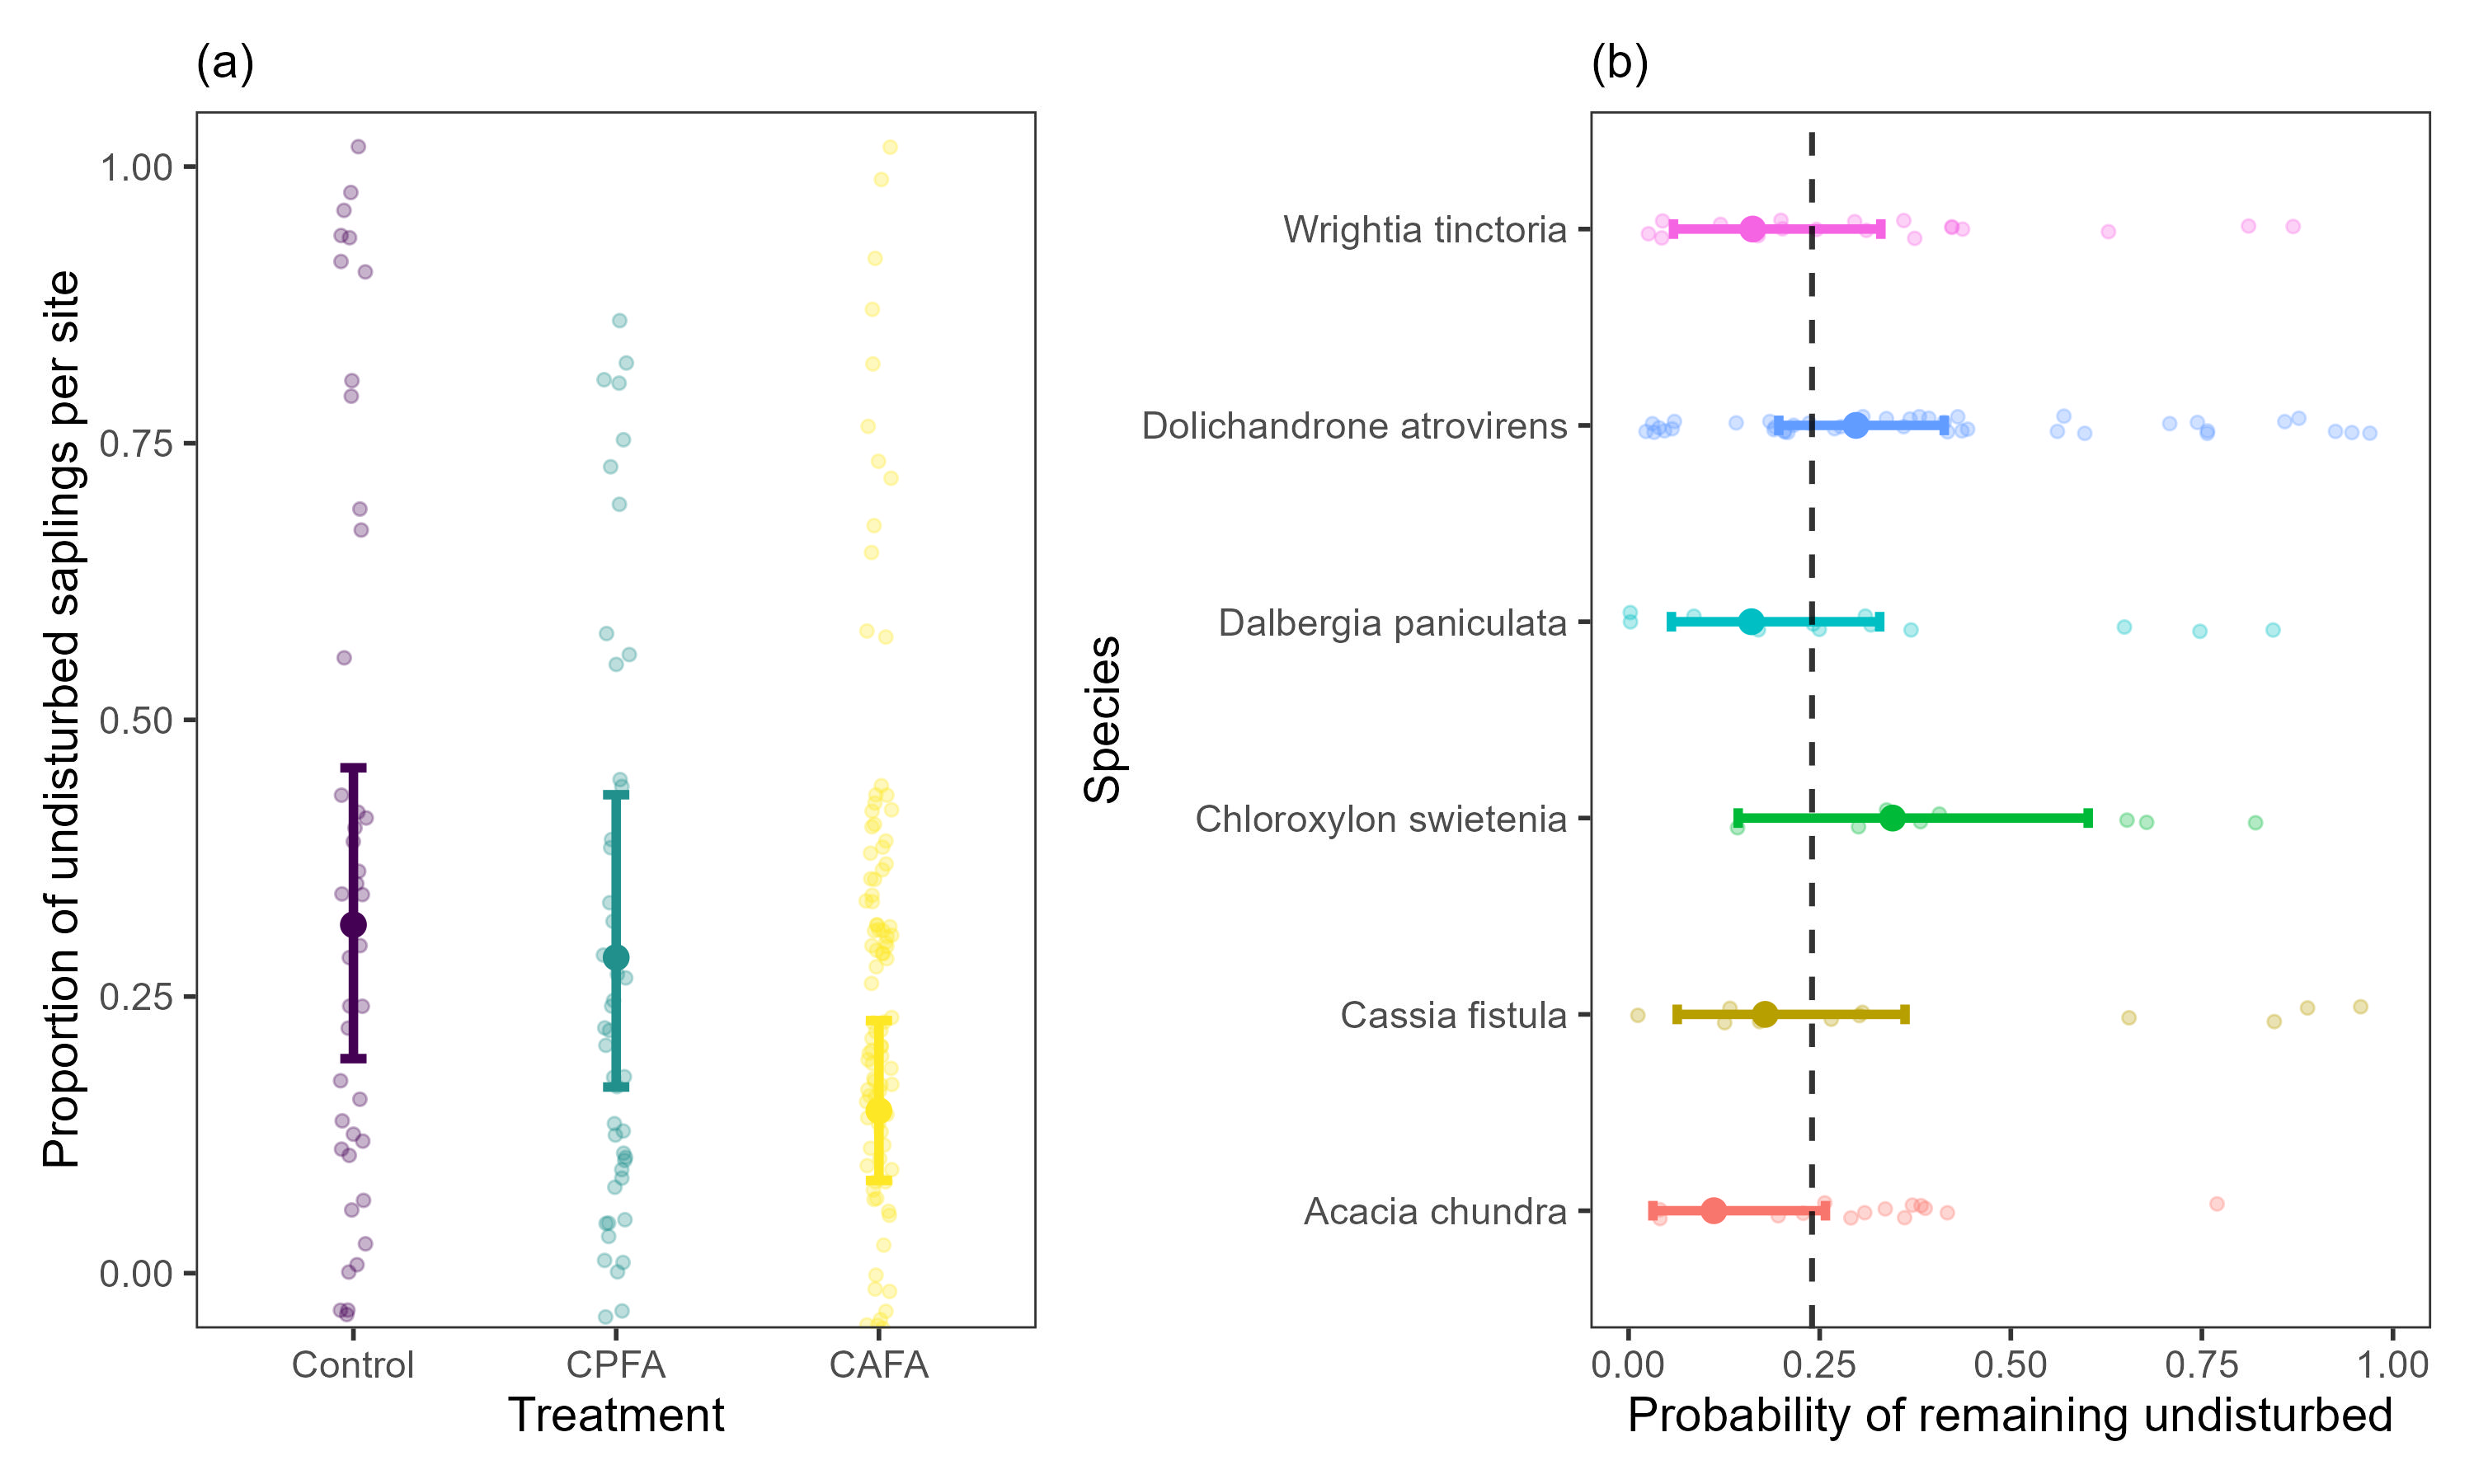 (a)
Proportion of undisturbed saplings per site
1.00
0.75
0.50
0.25
0.00
Control
CPFA
CAFA
Treatment
(b)
Species
Wrightia tinctoria
Dolichandrone atrovirens
Dalbergia paniculata
Chloroxylon swietenia
Cassia fistula
Acacia chundra
0.00
0.25
0.50
0.75
1.00
Probability of remaining undisturbed